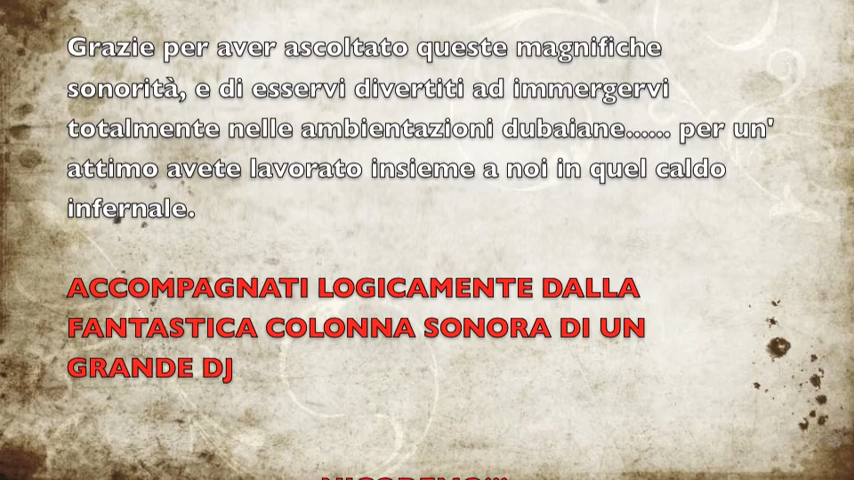 Grazie per aver ascoltato queste magnifiche
sonorità, e di esservi divertiti ad immergervi
totalmente nelle ambientazioni dubaiane...... per un'
attimo avete lavorato insieme a noi in quel caldo
infernale.
ACCOMPAGNATI LOGICAMENTE DALLA
FANTASTICA COLONNA SONORA DI UN
GRANDE DJ